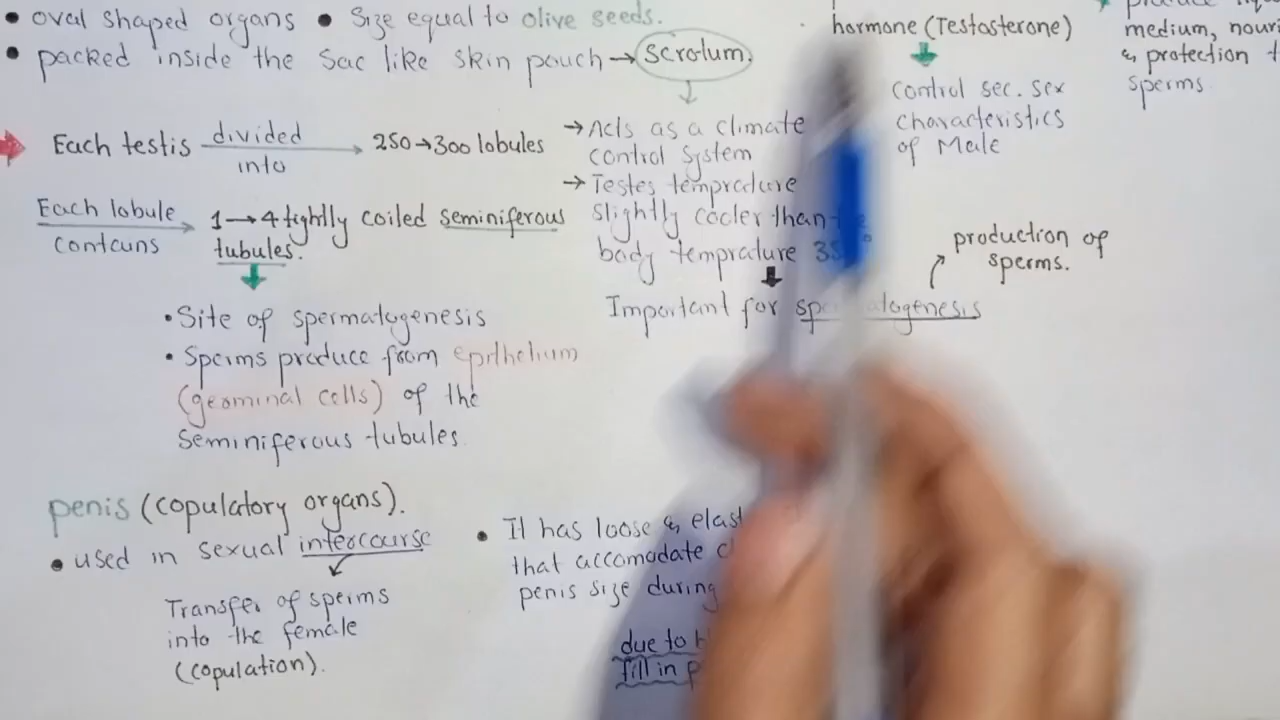 • oval shaped organs • Size equal to olive seeds.
• packed inside the sac like skin pouch → Scrotum.
Each testis divided into → 250→300 lobules
Each lobule contains → 1→4 tightly coiled seminiferous
tubules.
• Site of spermatogenesis
• Sperms produce from epithelium
(geominal cells) of the
seminiferous tubules.
→ Acts as a climate
control system
→ Testes temprature
slightly cooler than
body temprature 35
Important for spermatogenesis
production of
sperms.
hormone (Testosterone)
control sec. sex
characteristics
of Male
medium,
& protection
sperms.
penis (copulatory organs).
• used in sexual intercourse
Transfer of sperms
into the female
(copulation).
• It has loose &
that accomodate
penis size during
due to
fill in